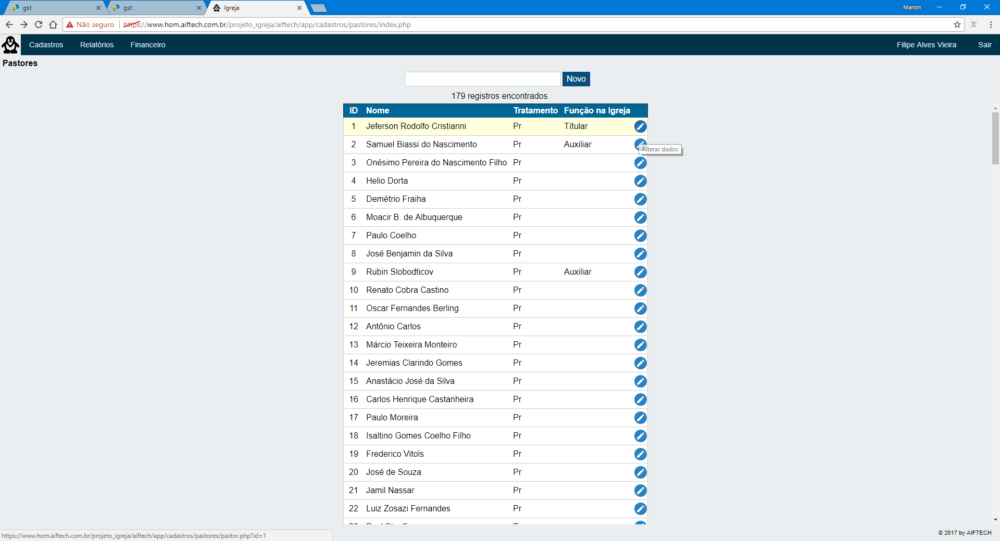 gst
gst
Igreja
Marlon
Não seguro
https://www.hom.aiftech.com.br/projeto_igreja/aiftech/app/cadastros/pastores/index.php
Cadastros Relatórios Financeiro Filipe Alves Vieira Sair
Pastores
Novo
179 registros encontrados
ID Nome Tratamento Função na Igreja
1 Jeferson Rodolfo Cristianni Pr Títular
2 Samuel Biassi do Nascimento Pr Auxiliar
Alterar dados
3 Onésimo Pereira do Nascimento Filho Pr
4 Helio Dorta Pr
5 Demétrio Fraiha Pr
6 Moacir B. de Albuquerque Pr
7 Paulo Coelho Pr
8 José Benjamin da Silva Pr
9 Rubin Slobodticov Pr Auxiliar
10 Renato Cobra Castino Pr
11 Oscar Fernandes Berling Pr
12 Antônio Carlos Pr
13 Márcio Teixeira Monteiro Pr
14 Jeremias Clarindo Gomes Pr
15 Anastácio José da Silva Pr
16 Carlos Henrique Castanheira Pr
17 Paulo Moreira Pr
18 Isaltino Gomes Coelho Filho Pr
19 Frederico Vitols Pr
20 José de Souza Pr
21 Jamil Nassar Pr
22 Luiz Zosazi Fernandes Pr
https://www.hom.aiftech.com.br/projeto_igreja/aiftech/app/cadastros/pastores/pastor.php?id=1
© 2017 by AIFTECH